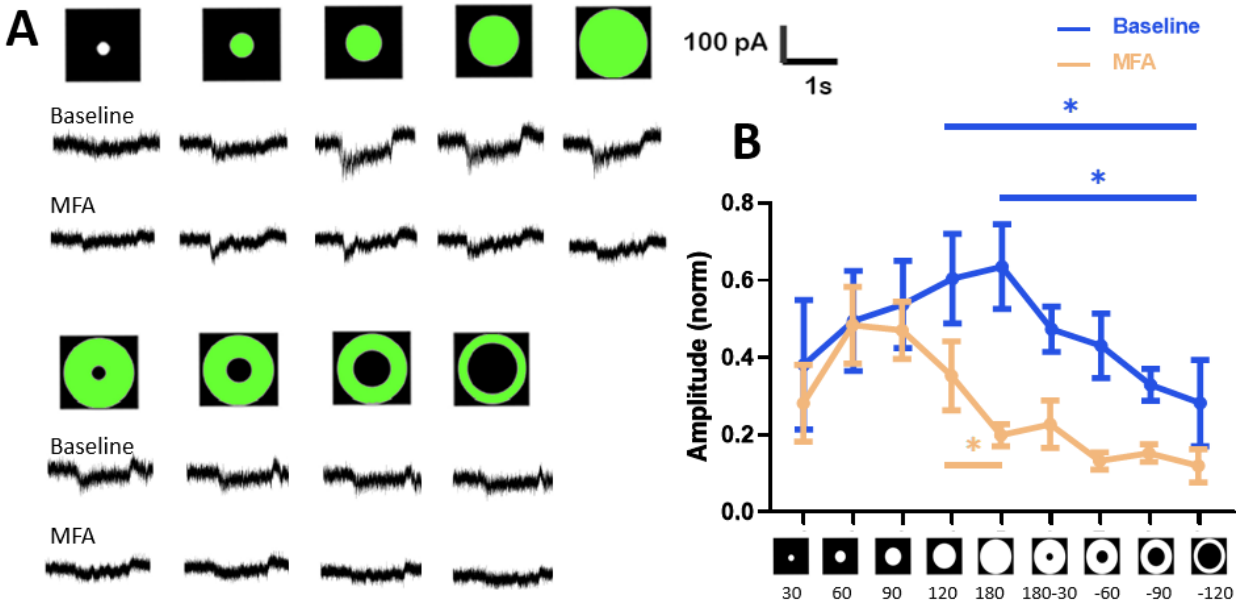 A
Baseline
MFA
Baseline
MFA
100 pA
1s
Baseline
MFA
B
*
*
*
Amplitude (norm)
0.8
0.6
0.4
0.2
0.0
30 60 90 120 180 180-30 -60 -90 -120